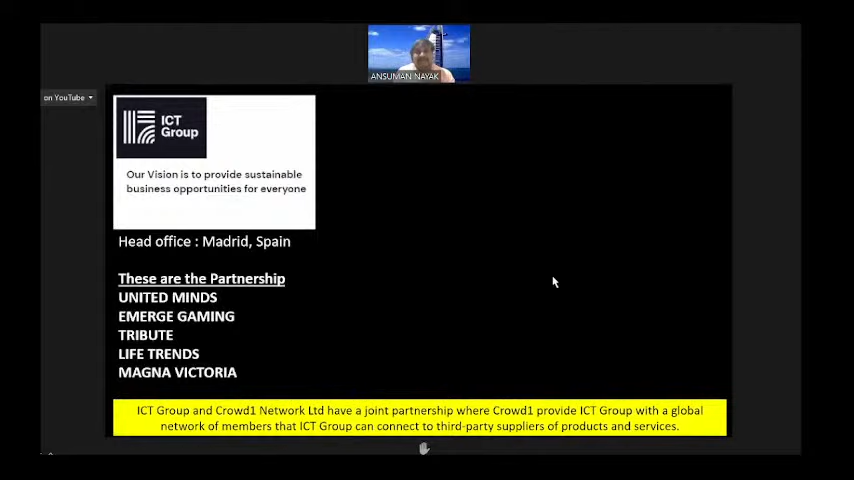 ANSUMAN NAYAK
on YouTube
ICT
Group
Our Vision is to provide sustainable
business opportunities for everyone
Head office : Madrid, Spain
These are the Partnership
UNITED MINDS
EMERGE GAMING
TRIBUTE
LIFE TRENDS
MAGNA VICTORIA
ICT Group and Crowd1 Network Ltd have a joint partnership where Crowd1 provide ICT Group with a global
network of members that ICT Group can connect to third-party suppliers of products and services.